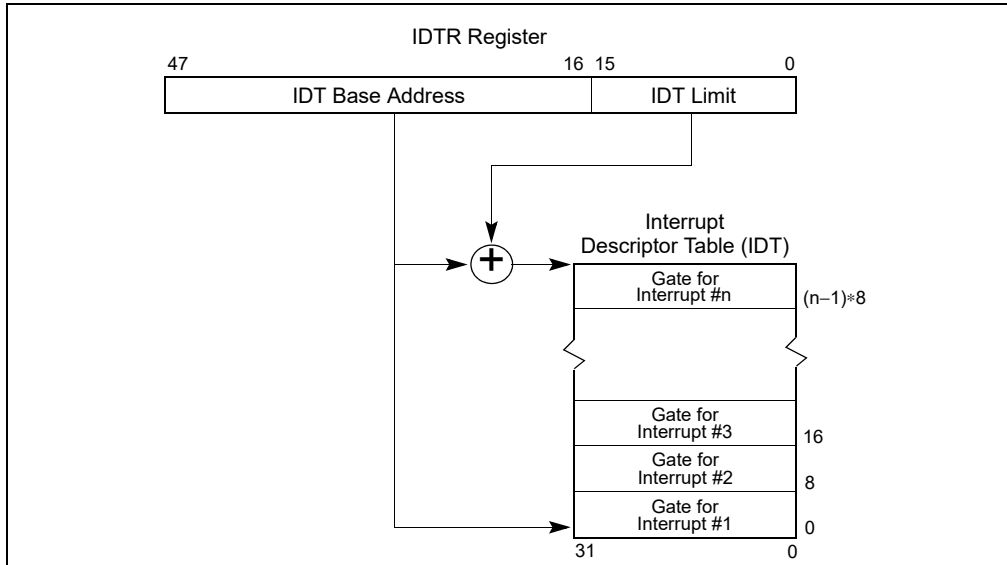 IDTR Register
47 16 15 0
IDT Base Address IDT Limit
+
Interrupt
Descriptor Table (IDT)
Gate for
Interrupt #n
(n−1)∗8
Gate for
Interrupt #3
16
Gate for
Interrupt #2
8
Gate for
Interrupt #1
0
31 0